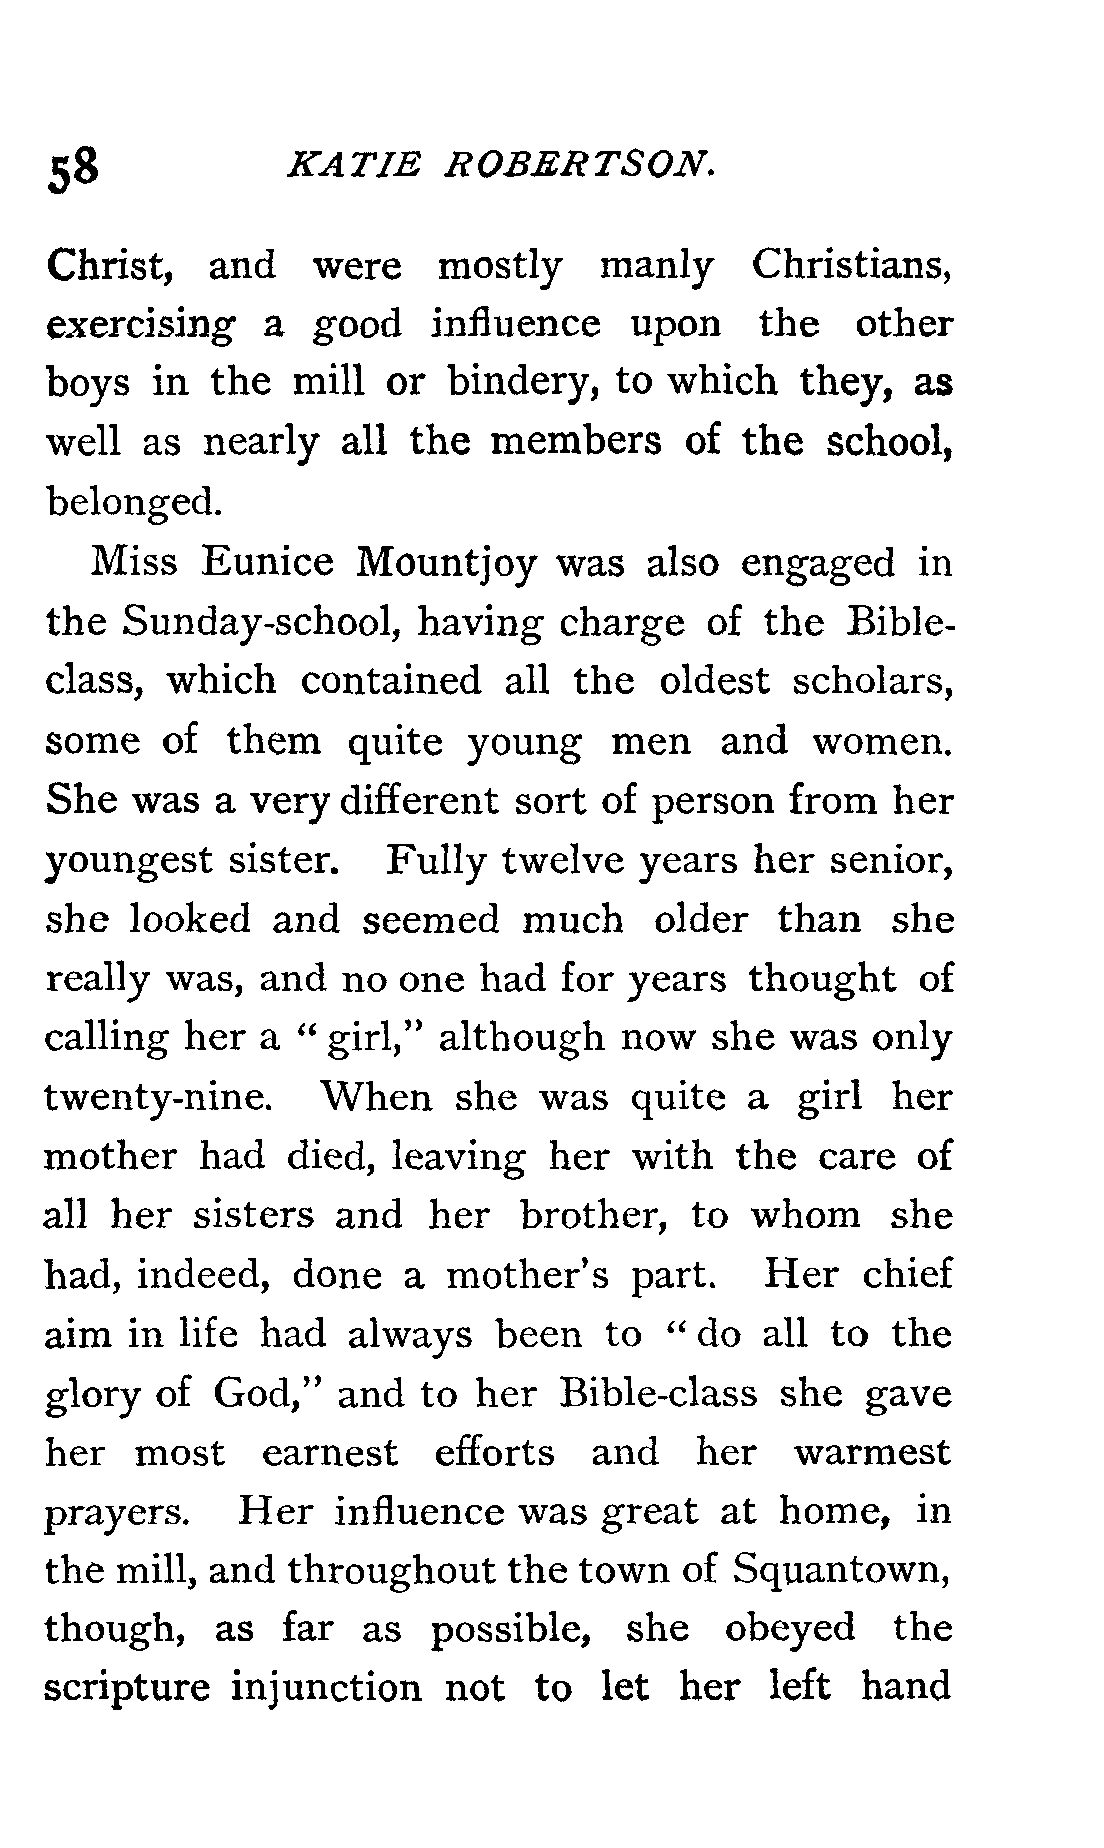 58 KATIE ROBERTSON.
Christ, and were mostly manly Christians,
exercising a good influence upon the other
boys in the mill or bindery, to which they, as
well as nearly all the members of the school,
belonged.
Miss Eunice Mountjoy was also engaged in
the Sunday-school, having charge of the Bible-
class, which contained all the oldest scholars,
some of them quite young men and women.
She was a very different sort of person from her
youngest sister. Fully twelve years her senior,
she looked and seemed much older than she
really was, and no one had for years thought of
calling her a “ girl,” although now she was only
twenty-nine. When she was quite a girl her
mother had died, leaving her with the care of
all her sisters and her brother, to whom she
had, indeed, done a mother’s part. Her chief
aim in life had always been to “ do all to the
glory of God,” and to her Bible-class she gave
her most earnest efforts and her warmest
prayers. Her influence was great at home, in
the mill, and throughout the town of Squantown,
though, as far as possible, she obeyed the
scripture injunction not to let her left hand